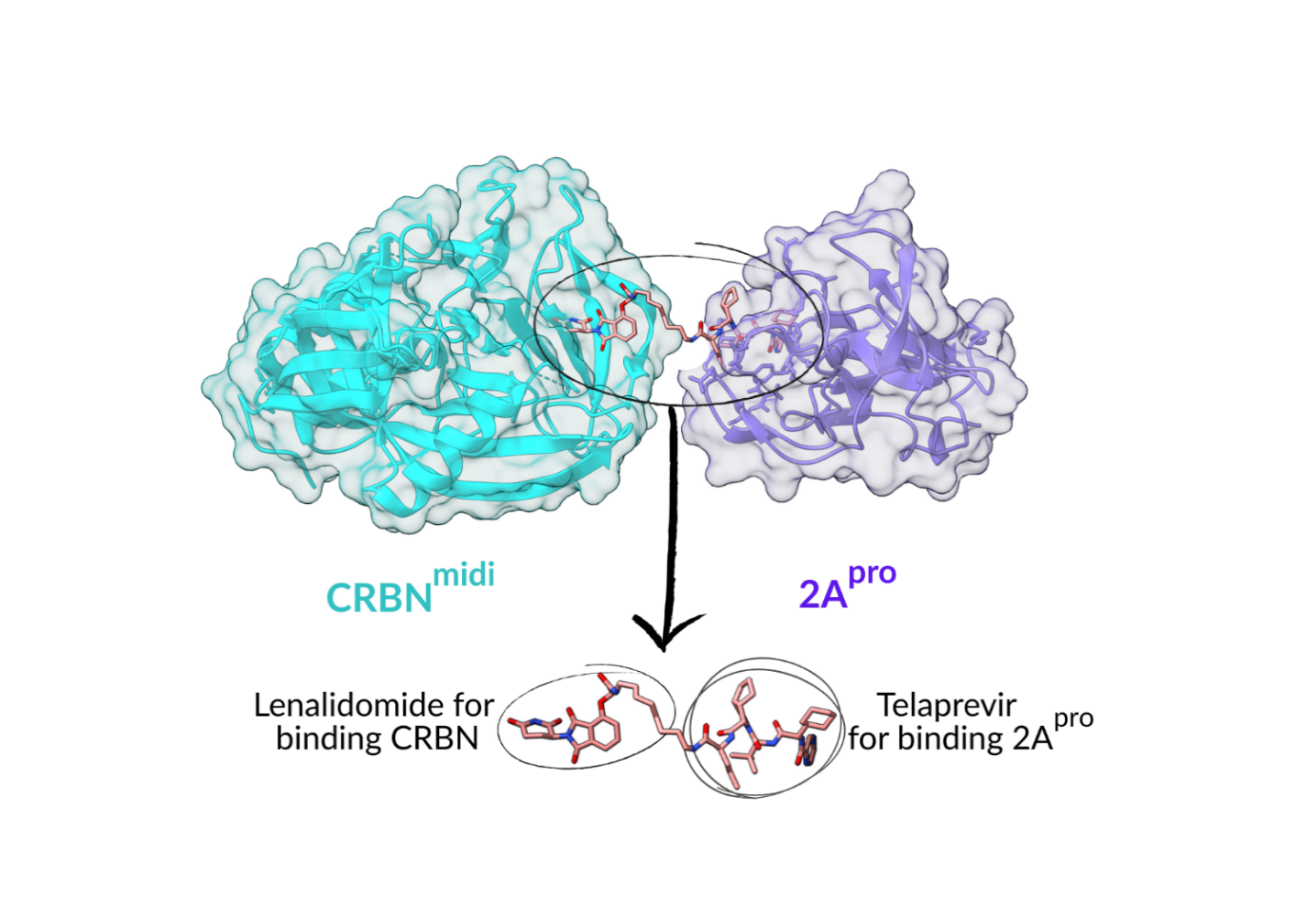 CRBN^midi
2A^pro
Lenalidomide for
binding CRBN
Telaprevir
for binding 2A^pro